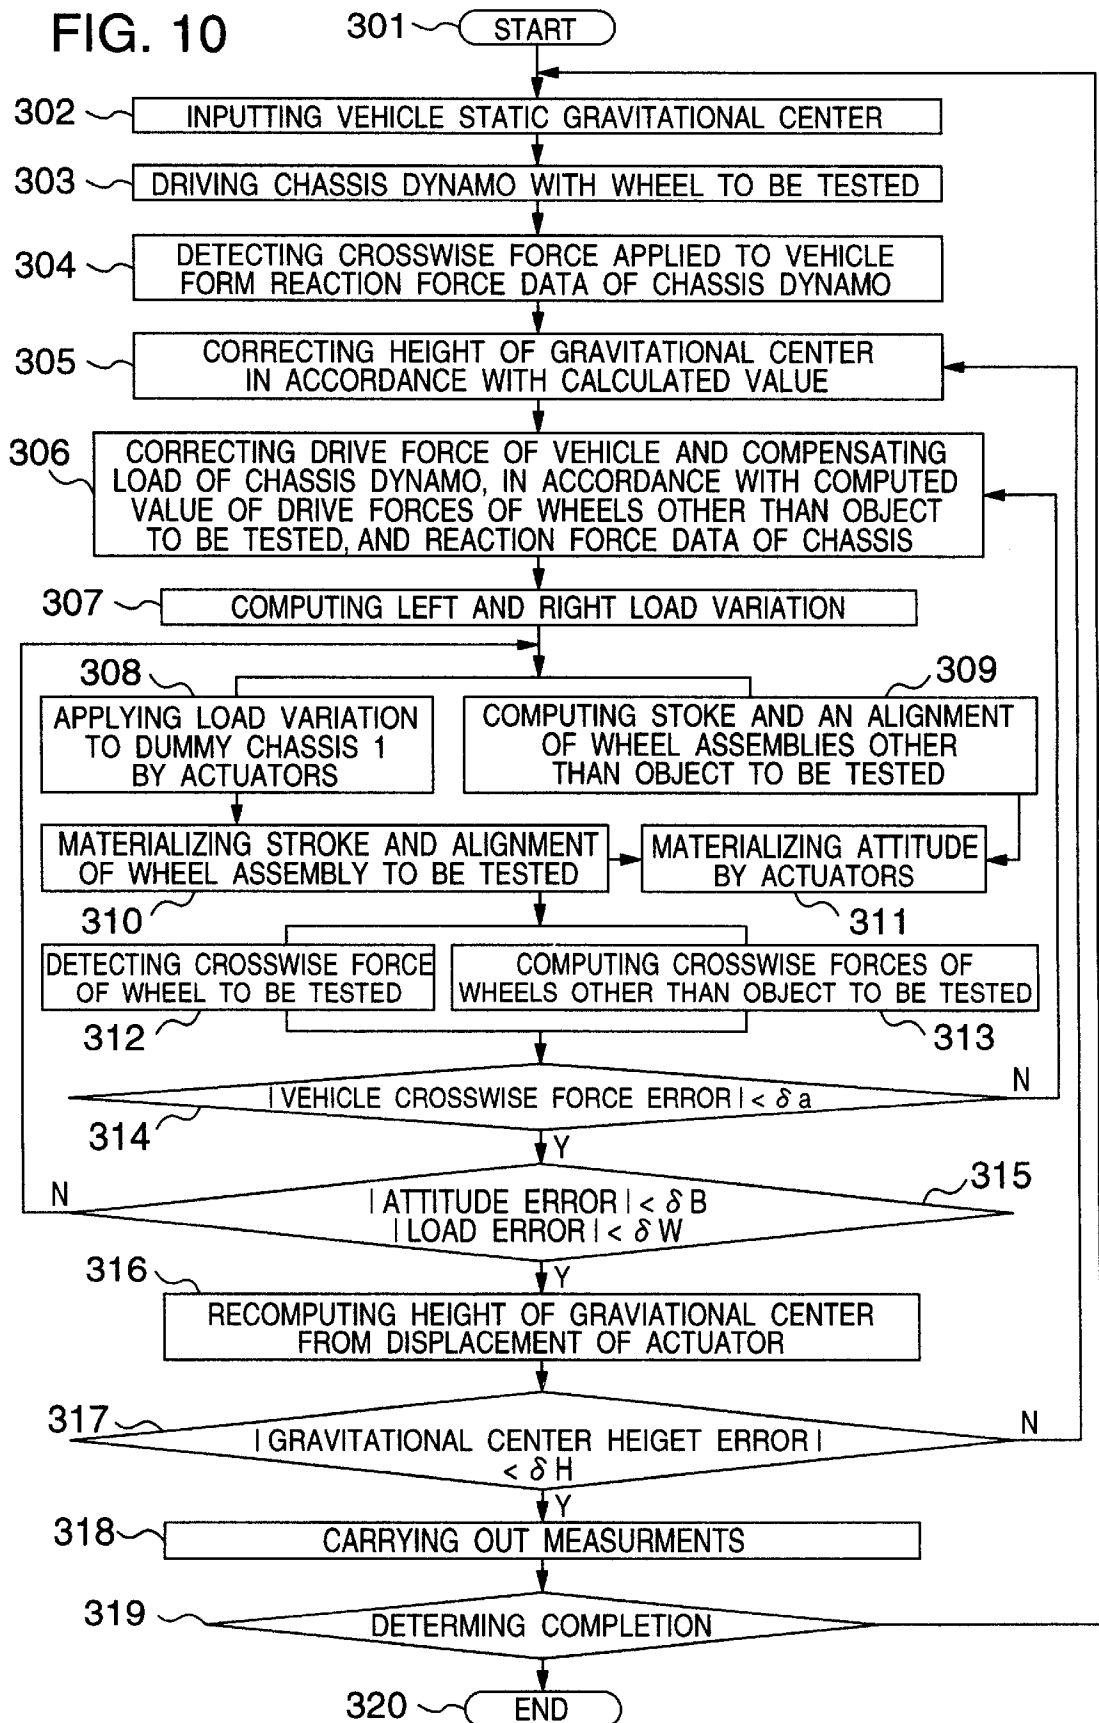 FIG. 10
301
START
302
INPUTTING VEHICLE STATIC GRAVITATIONAL CENTER
303
DRIVING CHASSIS DYNAMO WITH WHEEL TO BE TESTED
304
DETECTING CROSSWISE FORCE APPLIED TO VEHICLE
FORM REACTION FORCE DATA OF CHASSIS DYNAMO
305
CORRECTING HEIGHT OF GRAVITATIONAL CENTER
IN ACCORDANCE WITH CALCULATED VALUE
306
CORRECTING DRIVE FORCE OF VEHICLE AND COMPENSATING
LOAD OF CHASSIS DYNAMO, IN ACCORDANCE WITH COMPUTED
VALUE OF DRIVE FORCES OF WHEELS OTHER THAN OBJECT
TO BE TESTED, AND REACTION FORCE DATA OF CHASSIS
307
COMPUTING LEFT AND RIGHT LOAD VARIATION
308
APPLYING LOAD VARIATION
TO DUMMY CHASSIS 1
BY ACTUATORS
309
COMPUTING STOKE AND AN ALIGNMENT
OF WHEEL ASSEMBLIES OTHER
THAN OBJECT TO BE TESTED
MATERIALIZING STROKE AND ALIGNMENT
OF WHEEL ASSEMBLY TO BE TESTED
310
MATERIALIZING ATTITUDE
BY ACTUATORS
311
DETECTING CROSSWISE FORCE
OF WHEEL TO BE TESTED
312
COMPUTING CROSSWISE FORCES OF
WHEELS OTHER THAN OBJECT TO BE TESTED
313
| VEHICLE CROSSWISE FORCE ERROR | < δ a
N
314
Y
315
N
| ATTITUDE ERROR | < δ B
| LOAD ERROR | < δ W
316
Y
RECOMPUTING HEIGHT OF GRAVIATIONAL CENTER
FROM DISPLACEMENT OF ACTUATOR
317
N
| GRAVITATIONAL CENTER HEIGET ERROR |
< δ H
Y
318
CARRYING OUT MEASURMENTS
319
DETERMING COMPLETION
320
END